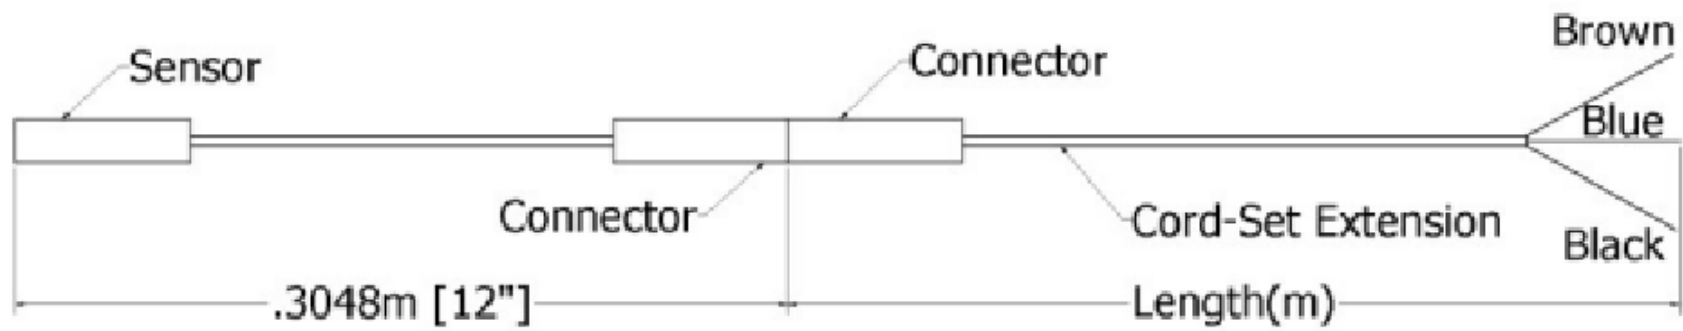 Sensor
Connector
Brown
Blue
Connector
Cord-Set Extension
Black
.3048m [12"]
Length(m)